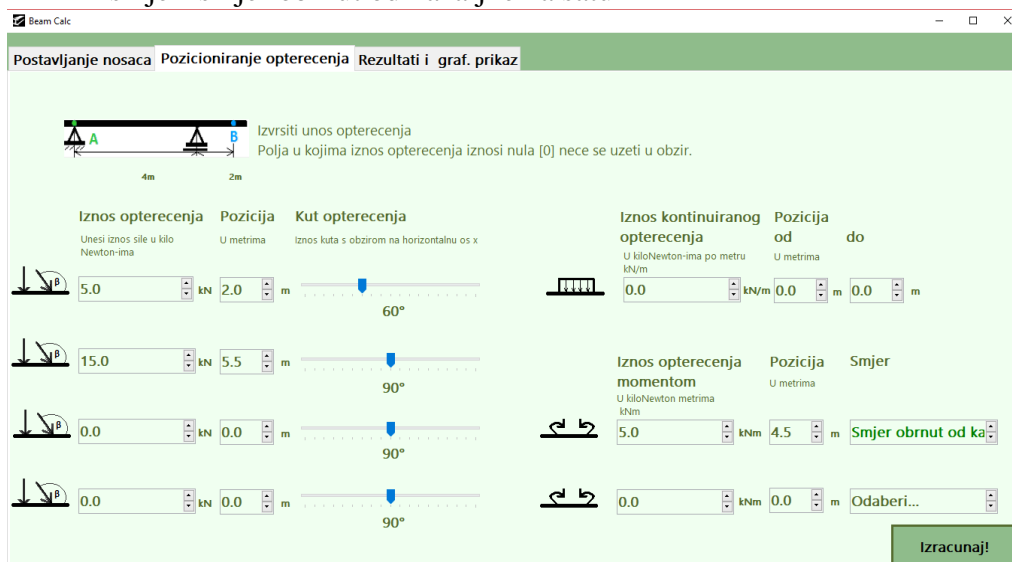 Beam Calc
Postavljanje nosaca Pozicioniranje opterecenja Rezultati i graf. prikaz
A B
Izvrsiti unos opterecenja
Polja u kojima iznos opterecenja iznosi nula [0] nece se uzeti u obzir.
4m 2m
Iznos opterecenja Pozicija Kut opterecenja
Unesi iznos sile u kilo
Newton-ima
U metrima
Iznos kuta s obzirom na horizontalnu os x
β 5.0 kN 2.0 m
60°
β 15.0 kN 5.5 m
90°
β 0.0 kN 0.0 m
90°
β 0.0 kN 0.0 m
90°
Iznos kontinuiranog Pozicija
opterecenja od do
U kiloNewton-ima po metru
kN/m
U metrima
0.0 kN/m 0.0 m 0.0 m
Iznos opterecenja Pozicija Smjer
momentom
U metrima
U kiloNewton metrima
kNm
5.0 kNm 4.5 m Smjer obrnut od ka
0.0 kNm 0.0 m Odaberi...
Izracunaj!